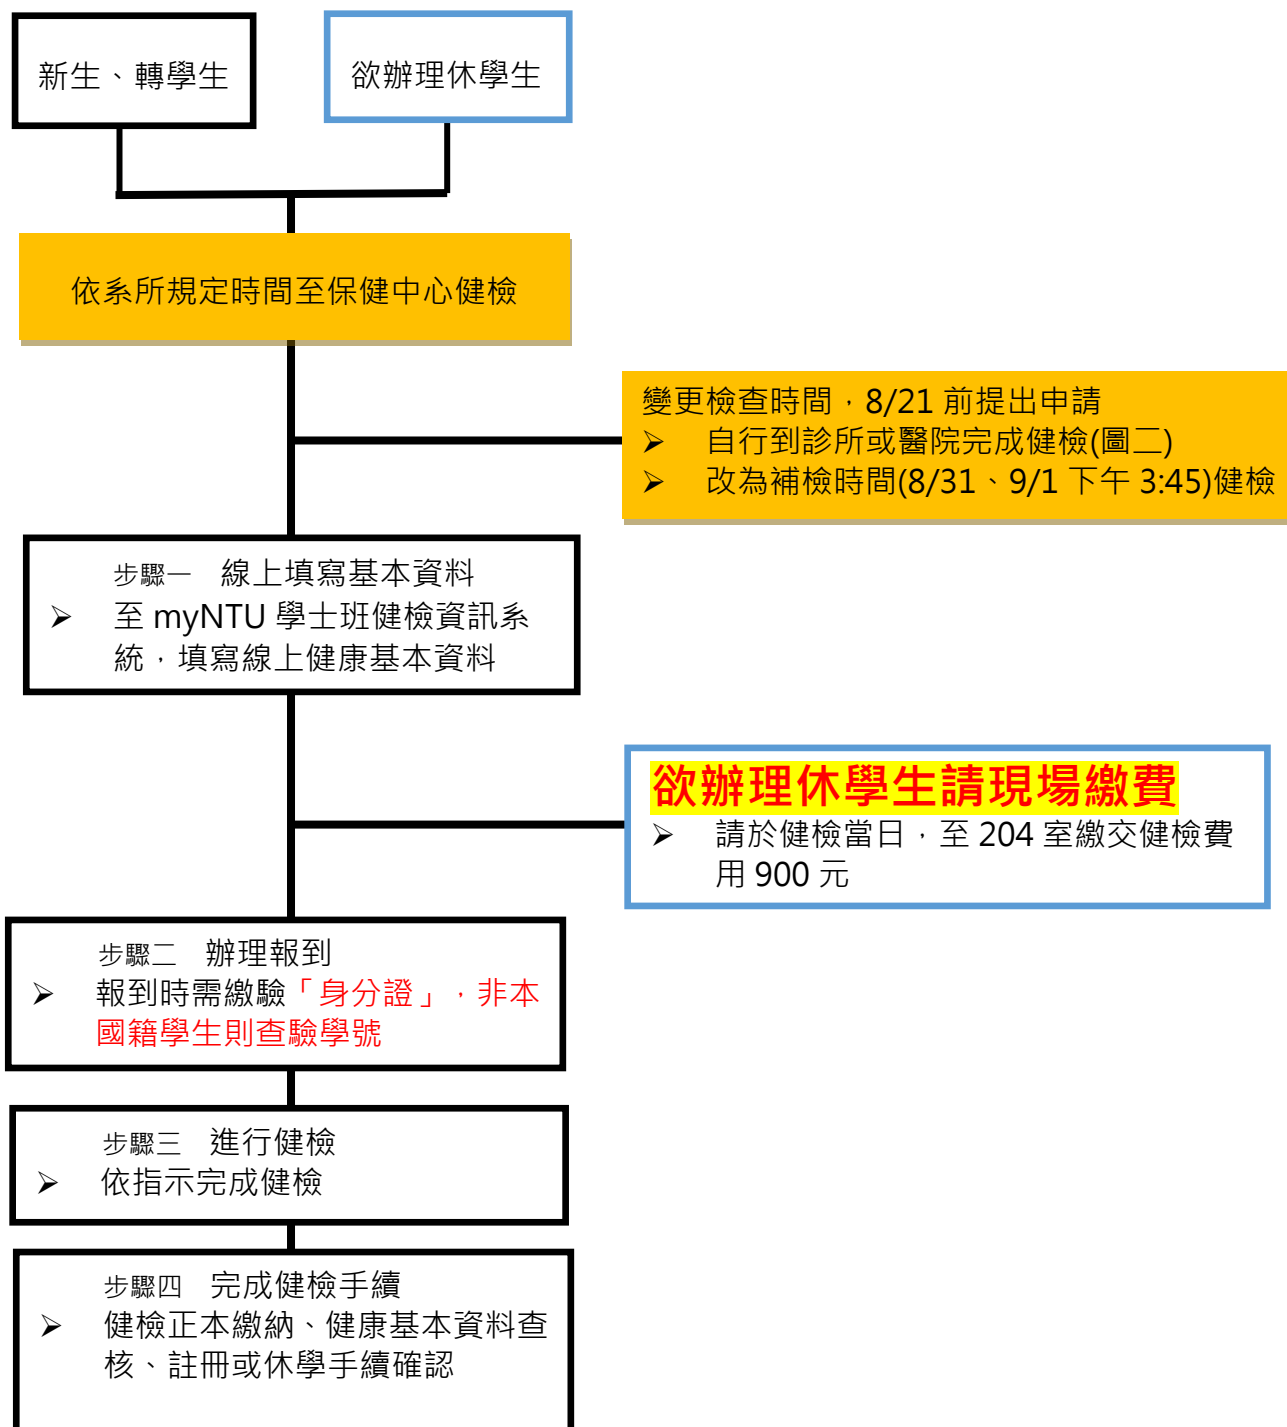 新生、轉學生
欲辦理休學生
依系所規定時間至保健中心健檢
變更檢查時間，8/21 前提出申請
➢ 自行到診所或醫院完成健檢(圖二)
➢ 改為補檢時間(8/31、9/1 下午 3:45)健檢
步驟一 線上填寫基本資料
➢ 至 myNTU 學士班健檢資訊系
統，填寫線上健康基本資料
欲辦理休學生請現場繳費
➢ 請於健檢當日，至 204 室繳交健檢費
用 900 元
步驟二 辦理報到
➢ 報到時需繳驗「身分證」，非本
國籍學生則查驗學號
步驟三 進行健檢
➢ 依指示完成健檢
步驟四 完成健檢手續
➢ 健檢正本繳納、健康基本資料查
核、註冊或休學手續確認